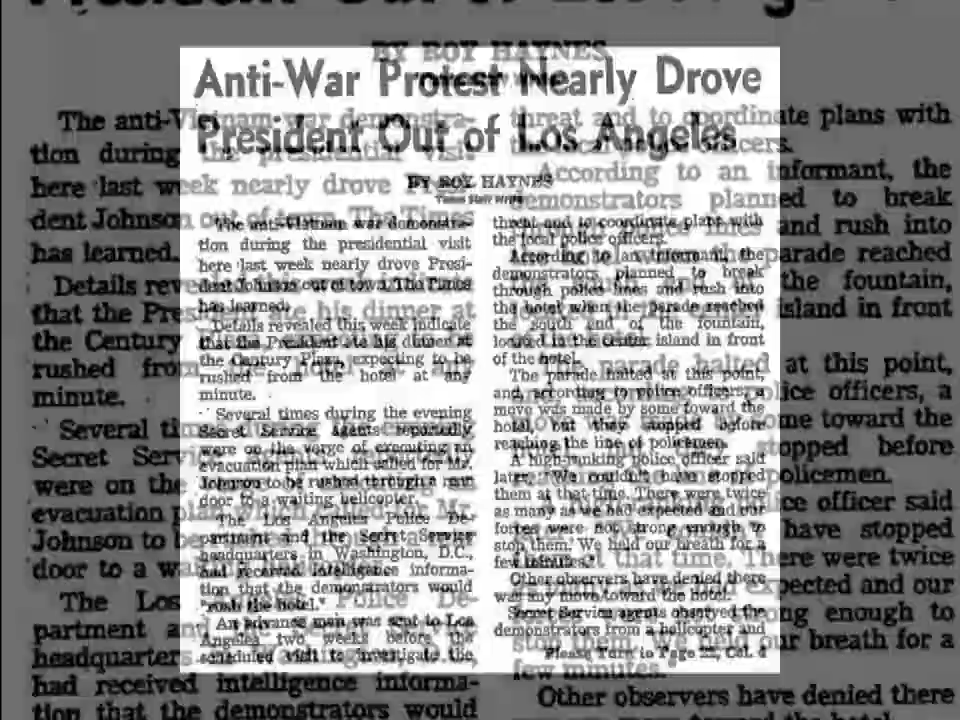 Anti-War Protest Nearly Drove
President Out of Los Angeles
BY ROY HAYNES
Times Staff Writer
The anti-Vietnam war demonstra-
tion during the presidential visit
here last week nearly drove Presi-
dent Johnson out of town. The Times
has learned.
Details revealed this week indicate
that the President ate his dinner at
the Century Plaza, expecting to be
rushed from the hotel at any
minute.
Several times during the evening
Secret Service agents reportedly
were on the verge of executing an
evacuation plan which called for Mr.
Johnson to be rushed through a rear
door to a waiting helicopter.
The Los Angeles Police De-
partment and the Secret Service
headquarters in Washington, D.C.,
had received intelligence informa-
tion that the demonstrators would
"rush the hotel."
An advance man was sent to Los
Angeles two weeks before the
scheduled visit to investigate the
threat and to coordinate plans with
the local police officers.
According to an informant, the
demonstrators planned to break
through police lines and rush into
the hotel when the parade reached
the south end of the fountain,
located in the center island in front
of the hotel.
The parade halted at this point,
and, according to police officers, a
move was made by some toward the
hotel, but they stopped before
reaching the line of policemen.
A high-ranking police officer said
later, "We couldn't have stopped
them at that time. There were twice
as many as we had expected and our
forces were not strong enough to
stop them. We held our breath for a
few minutes."
Other observers have denied there
was any move toward the hotel.
Secret Service agents observed the
demonstrators from a helicopter and
Please Turn to Page 22, Col. 4